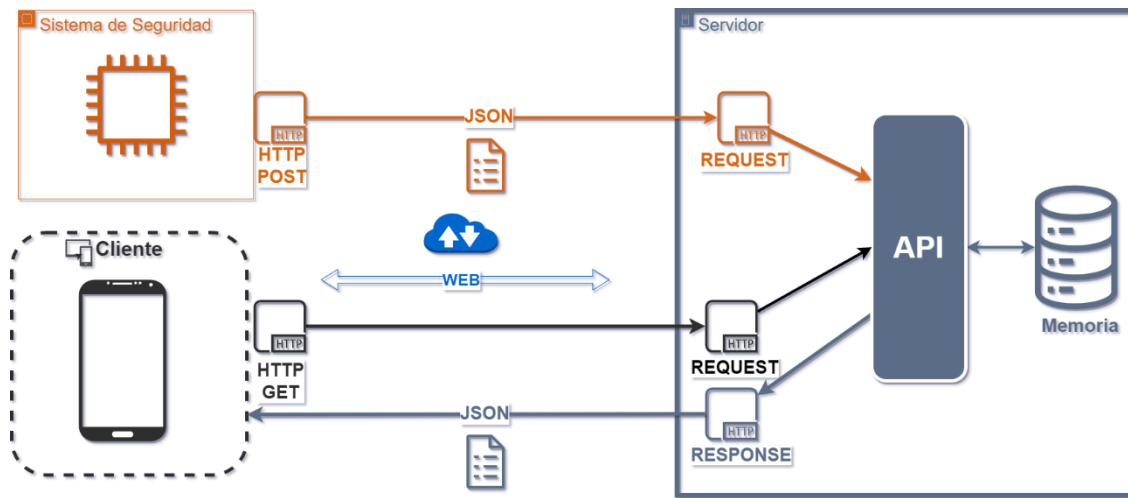 Sistema de Seguridad
Servidor
HTTP
HTTP
POST
JSON
HTTP
REQUEST
Cliente
WEB
API
Memoria
HTTP
HTTP
GET
HTTP
REQUEST
JSON
HTTP
RESPONSE